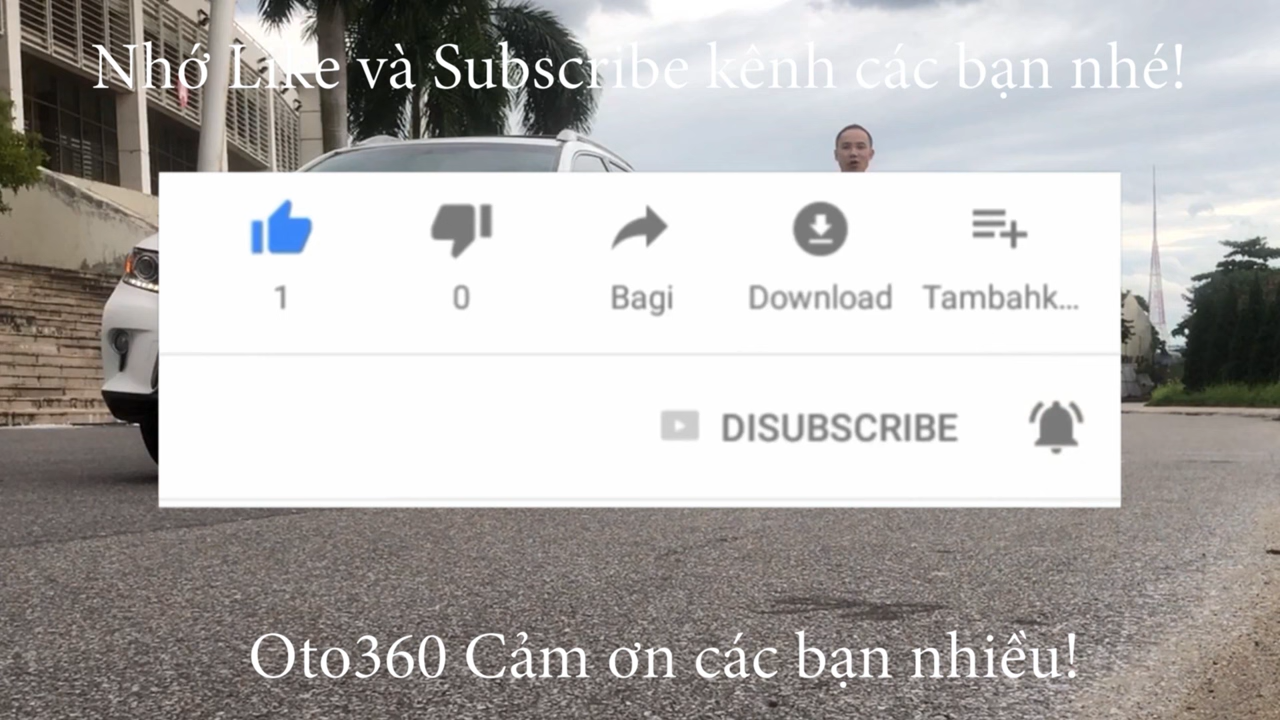 Nhớ Like và Subscribe kênh các bạn nhé!
1 0 Bagi Download Tambahk...
DISUBSCRIBE
Oto360 Cảm ơn các bạn nhiều!